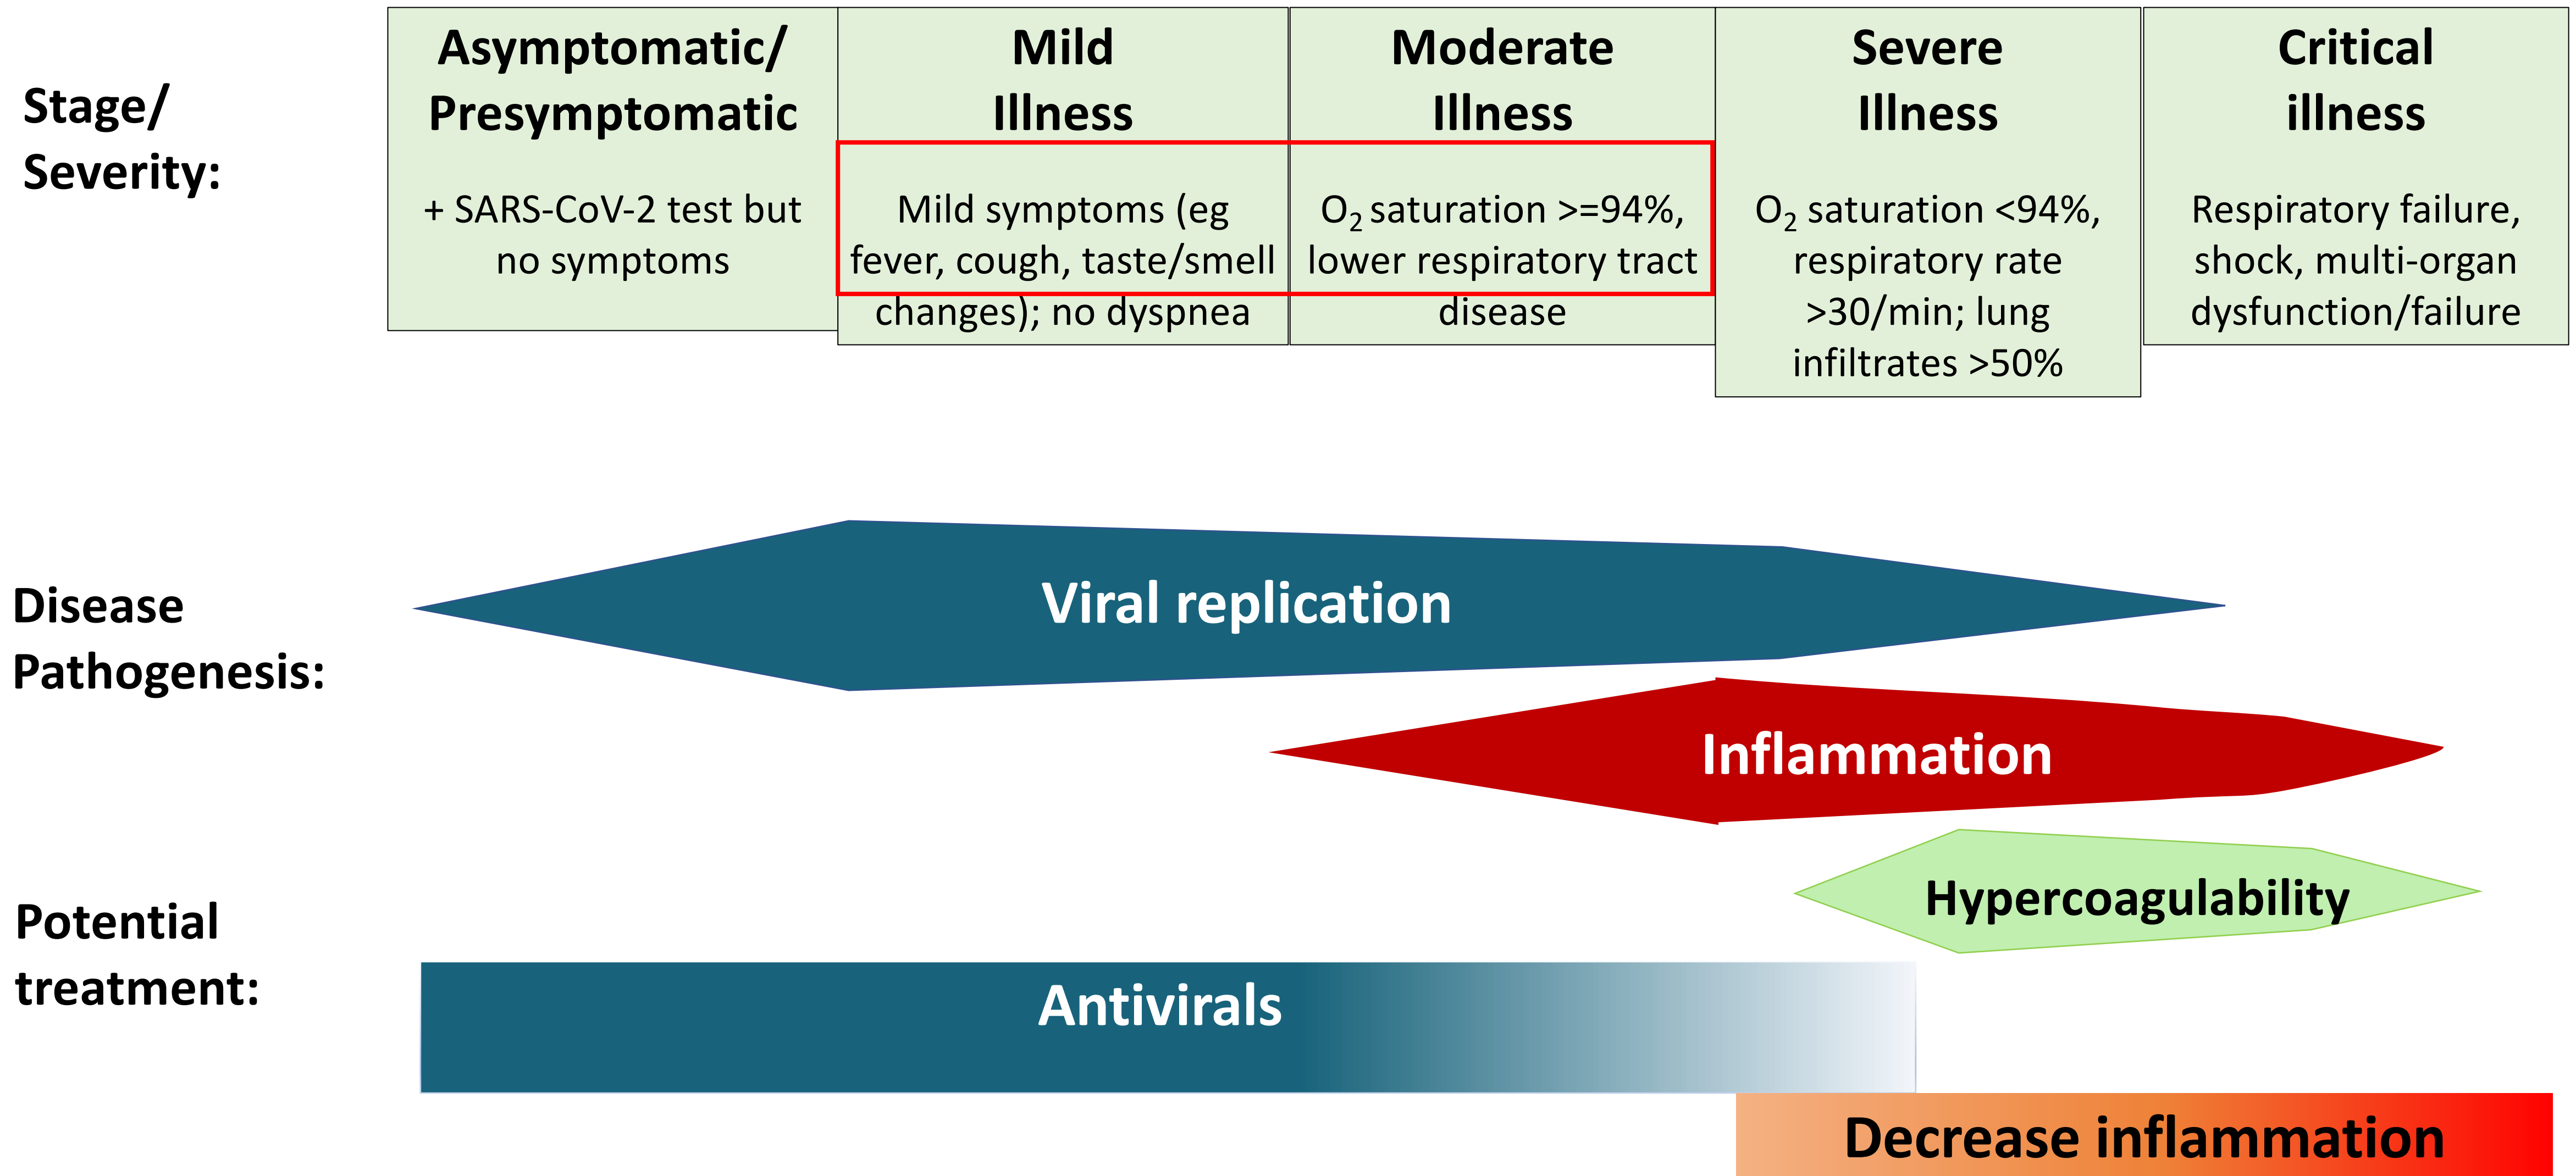 Stage/
Severity:
Asymptomatic/
Presymptomatic
+ SARS-CoV-2 test but
no symptoms
Mild
Illness
Mild symptoms (eg
fever, cough, taste/smell
changes); no dyspnea
Moderate
Illness
O₂ saturation >=94%,
lower respiratory tract
disease
Severe
Illness
O₂ saturation <94%,
respiratory rate
>30/min; lung
infiltrates >50%
Critical
illness
Respiratory failure,
shock, multi-organ
dysfunction/failure
Disease
Pathogenesis:
Viral replication
Inflammation
Hypercoagulability
Potential
treatment:
Antivirals
Decrease inflammation